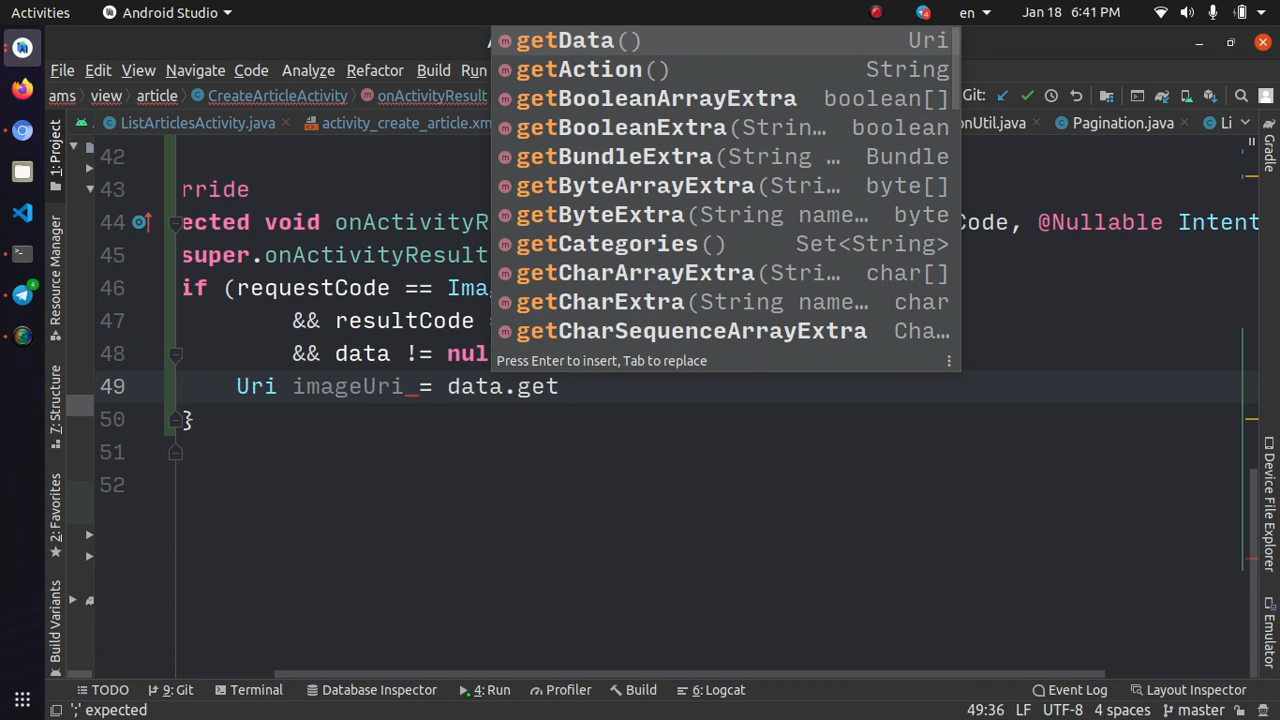 Activities
Android Studio
en
Jan 18 6:41 PM
File Edit View Navigate Code Analyze Refactor Build Run
Git:
ams view article CreateArticleActivity onActivityResult
ListArticlesActivity.java activity_create_article.xm onUtil.java Pagination.java Li
getData() Uri
getAction() String
getBooleanArrayExtra boolean[]
getBooleanExtra(Strin… boolean
getBundleExtra(String … Bundle
getByteArrayExtra(Stri… byte[]
getByteExtra(String name… byte
getCategories() Set<String>
getCharArrayExtra(Stri… char[]
getCharExtra(String name… char
getCharSequenceArrayExtra Cha…
Press Enter to insert, Tab to replace
42
43 rride
44 ected void onActivityR Code, @Nullable Intent
45 super.onActivityResult
46 if (requestCode == Ima
47 && resultCode
48 && data != nul
49 Uri imageUri = data.get
50 }
51
52
1: Project
Resource Manager
7: Structure
2: Favorites
Build Variants
Gradle
Device File Explorer
Emulator
TODO 9: Git Terminal Database Inspector 4: Run Profiler Build 6: Logcat Event Log Layout Inspector
';' expected 49:36 LF UTF-8 4 spaces master